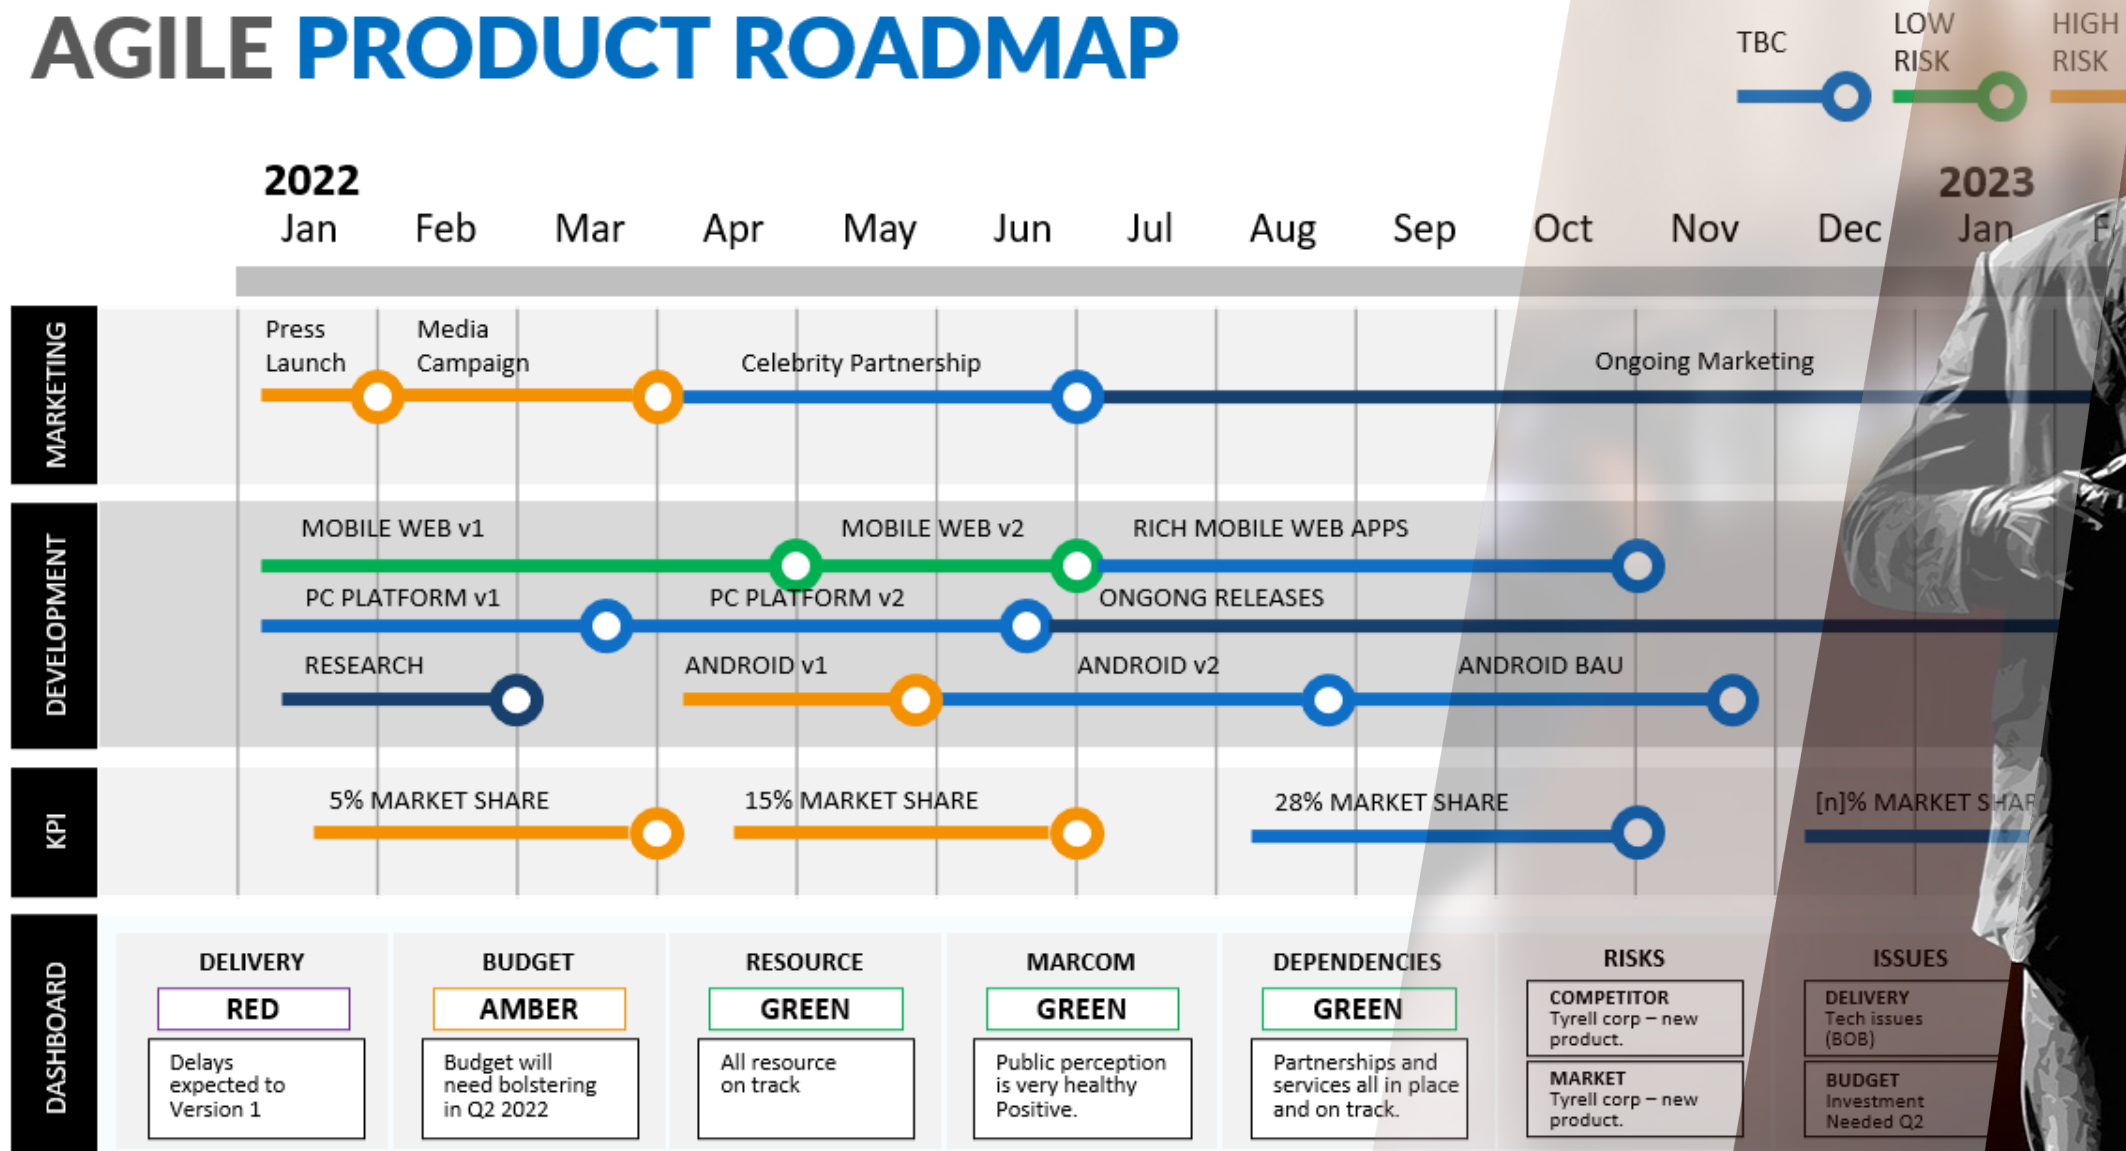 AGILE PRODUCT ROADMAP
TBC
LOW
RISK
HIGH
RISK
2022
2023
Jan Feb Mar Apr May Jun Jul Aug Sep Oct Nov Dec Jan
MARKETING
Press
Launch
Media
Campaign
Celebrity Partnership
Ongoing Marketing
DEVELOPMENT
MOBILE WEB v1
MOBILE WEB v2
RICH MOBILE WEB APPS
PC PLATFORM v1
PC PLATFORM v2
ONGONG RELEASES
RESEARCH
ANDROID v1
ANDROID v2
ANDROID BAU
KPI
5% MARKET SHARE
15% MARKET SHARE
28% MARKET SHARE
[n]% MARKET SHAR
DASHBOARD
DELIVERY
RED
Delays
expected to
Version 1
BUDGET
AMBER
Budget will
need bolstering
in Q2 2022
RESOURCE
GREEN
All resource
on track
MARCOM
GREEN
Public perception
is very healthy
Positive.
DEPENDENCIES
GREEN
Partnerships and
services all in place
and on track.
RISKS
COMPETITOR
Tyrell corp – new
product.
MARKET
Tyrell corp – new
product.
ISSUES
DELIVERY
Tech issues
(BOB)
BUDGET
Investment
Needed Q2